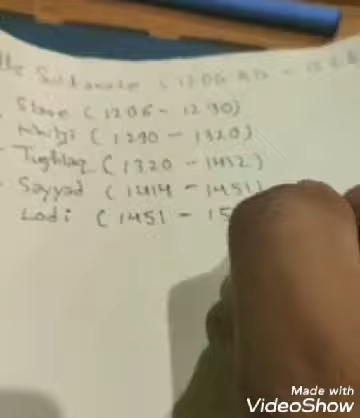 Sultanate (1206 AD -
Slave (1206 - 1290)
Khilji (1290 - 1320)
- Tughlaq (1320 - 1412)
- Sayyad (1414 - 1451)
Lodi (1451 - 15
Made with
VideoShow